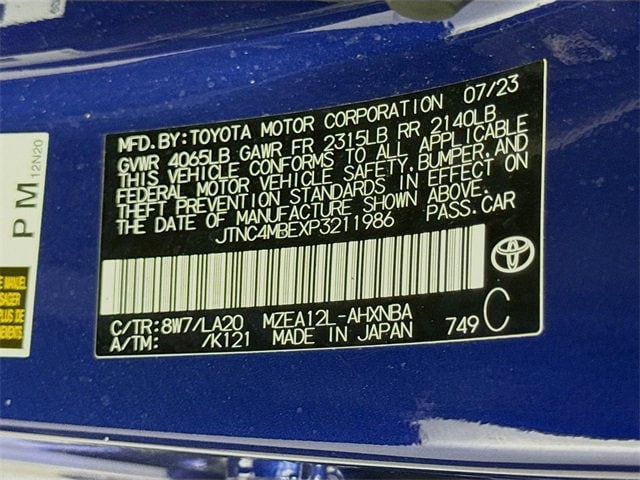 MFD. BY: TOYOTA MOTOR CORPORATION 07/23
GVWR 4065LB GAWR FR 2315LB RR 2140LB
THIS VEHICLE CONFORMS TO ALL APPLICABLE
FEDERAL MOTOR VEHICLE SAFETY, BUMPER, AND
THEFT PREVENTION STANDARDS IN EFFECT ON
THE DATE OF MANUFACTURE SHOWN ABOVE.
JTNC4MBEXP3211986 PASS.CAR
C/TR:8W7/LA20 MZEA12L-AHXNBA
A/TM: /K121 MADE IN JAPAN 749 C
PM
12N20